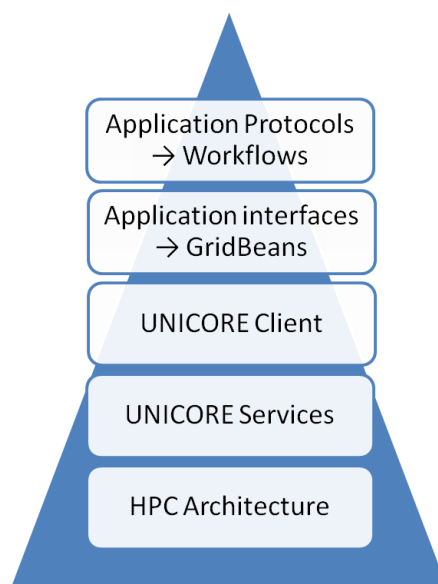 Application Protocols
→ Workflows
Application interfaces
→ GridBeans
UNICORE Client
UNICORE Services
HPC Architecture